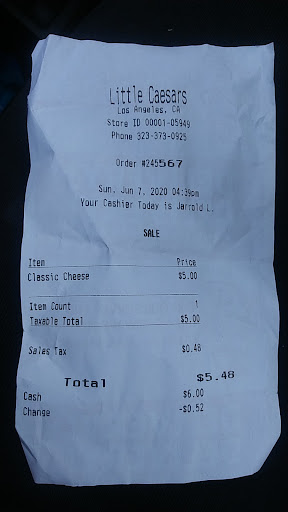 Little Caesars
Los Angeles, CA
Store ID 00001-05949
Phone 323-373-0925
Order #245567
Sun, Jun 7, 2020 04:39pm
Your Cashier Today is Jarrold L.
SALE
Item Price
Classic Cheese $5.00
Item Count 1
Taxable Total $5.00
Sales Tax $0.48
Total $5.48
Cash $6.00
Change -$0.52